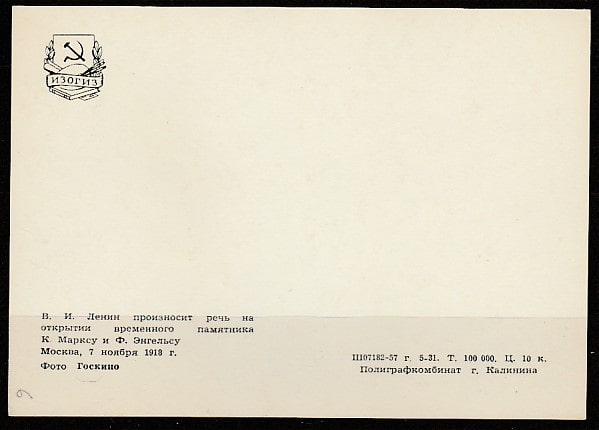 ИЗОГИЗ
В. И. Ленин произносит речь на
открытии временного памятника
К. Марксу и Ф. Энгельсу
Москва, 7 ноября 1918 г.
Фото Госкино
Ш07182-57 г. 5-31. Т. 100 000. Ц. 10 к.
Полиграфкомбинат г. Калинина